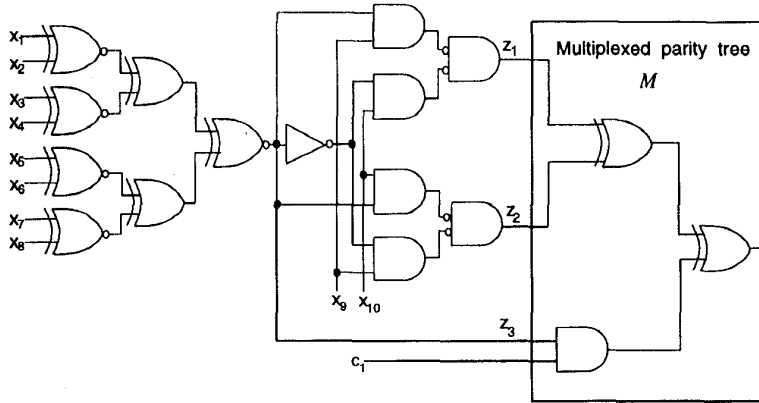 x1
x2
x3
x4
x5
x6
x7
x8
x9 x10
z1
z2
z3
c1
Multiplexed parity tree
M